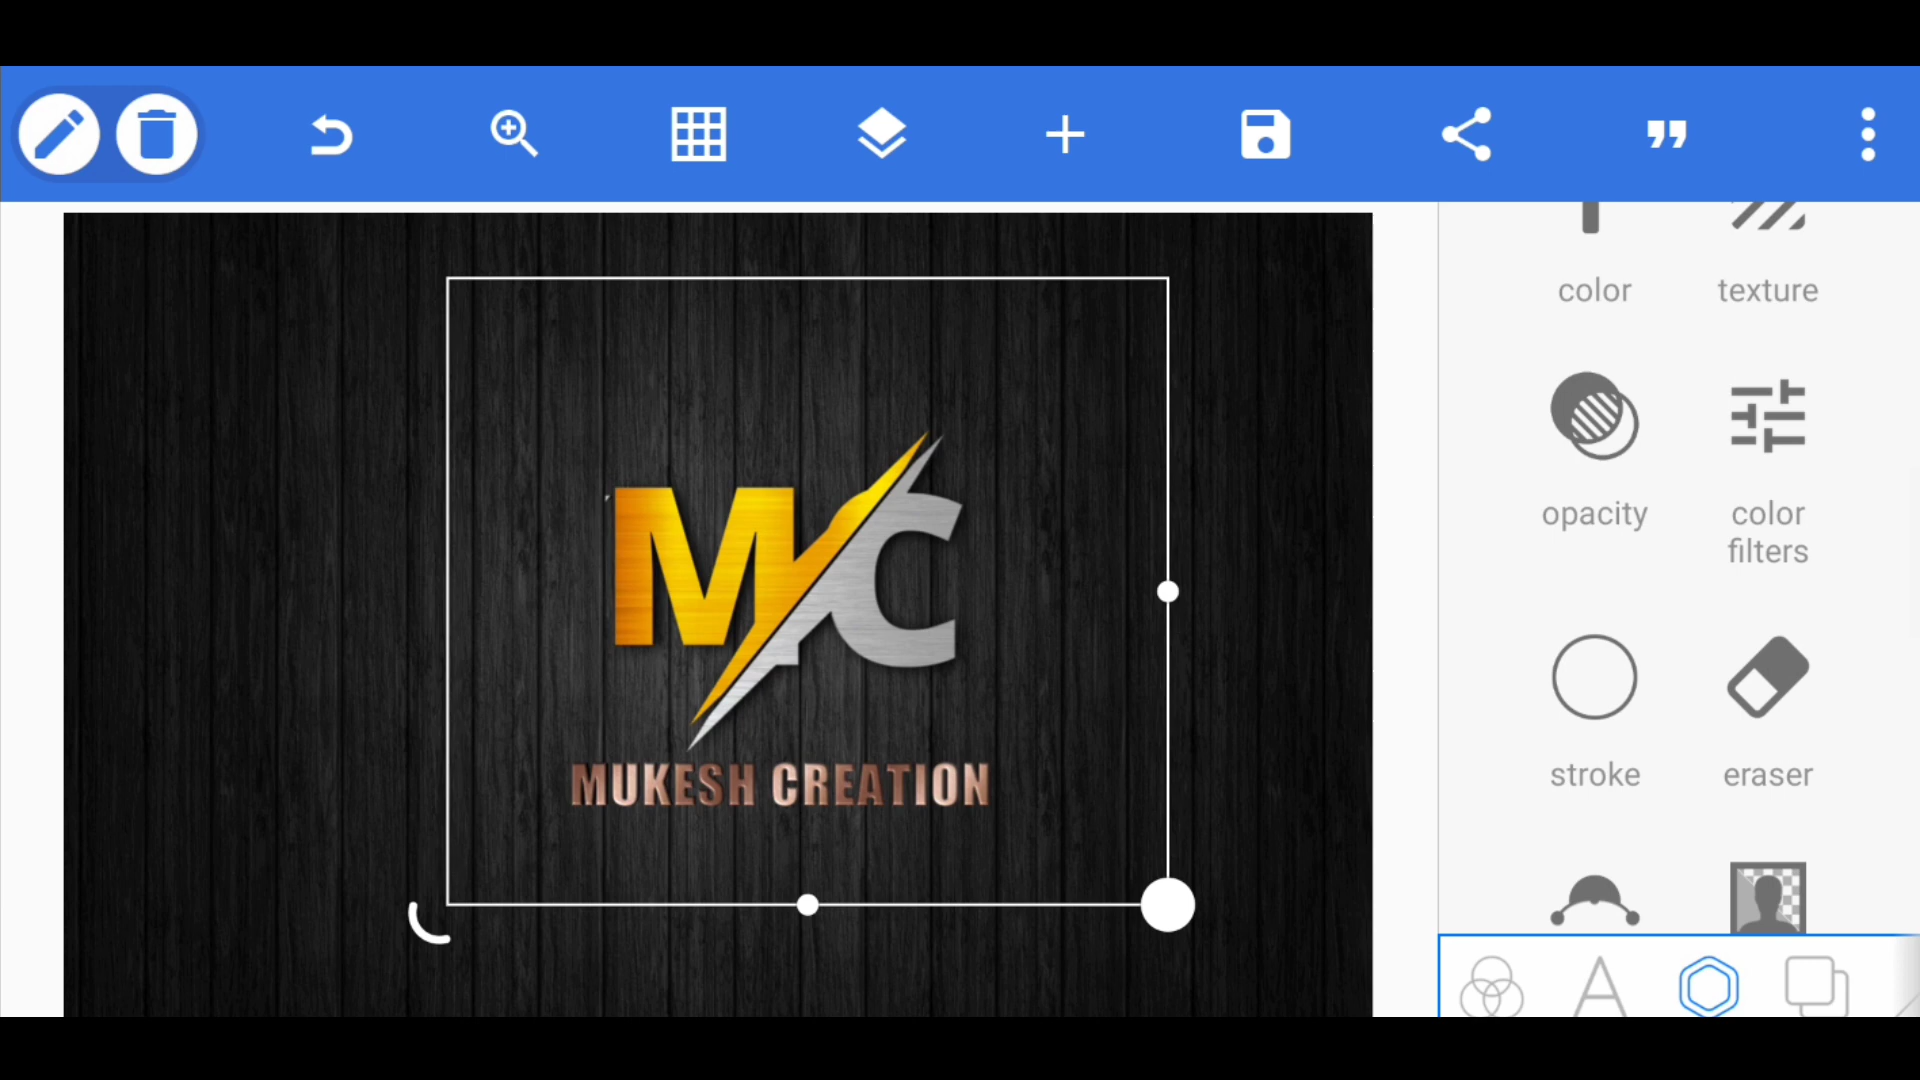 color texture
opacity color filters
stroke eraser
MC
MUKESH CREATION